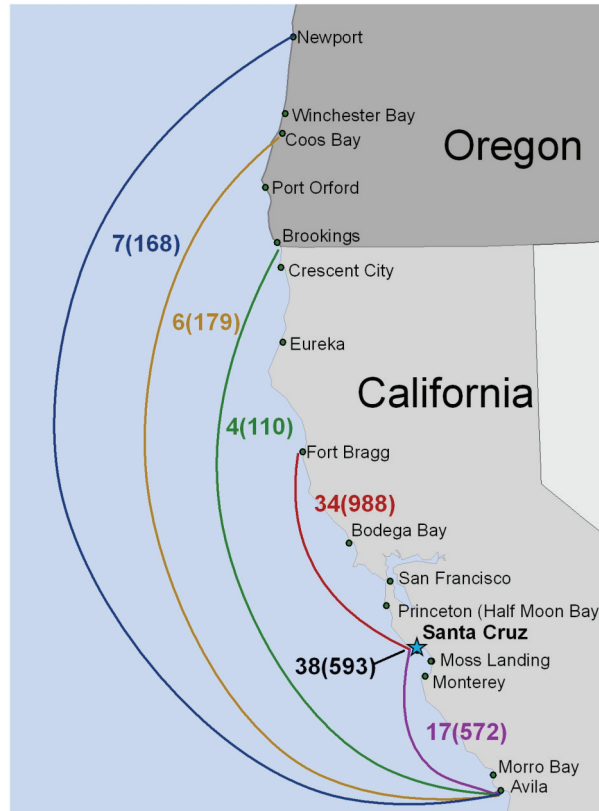 Newport
Winchester Bay
Coos Bay
Oregon
Port Orford
7(168)
Brookings
Crescent City
6(179)
Eureka
California
4(110)
Fort Bragg
34(988)
Bodega Bay
San Francisco
Princeton (Half Moon Bay
Santa Cruz
38(593)
Moss Landing
Monterey
17(572)
Morro Bay
Avila